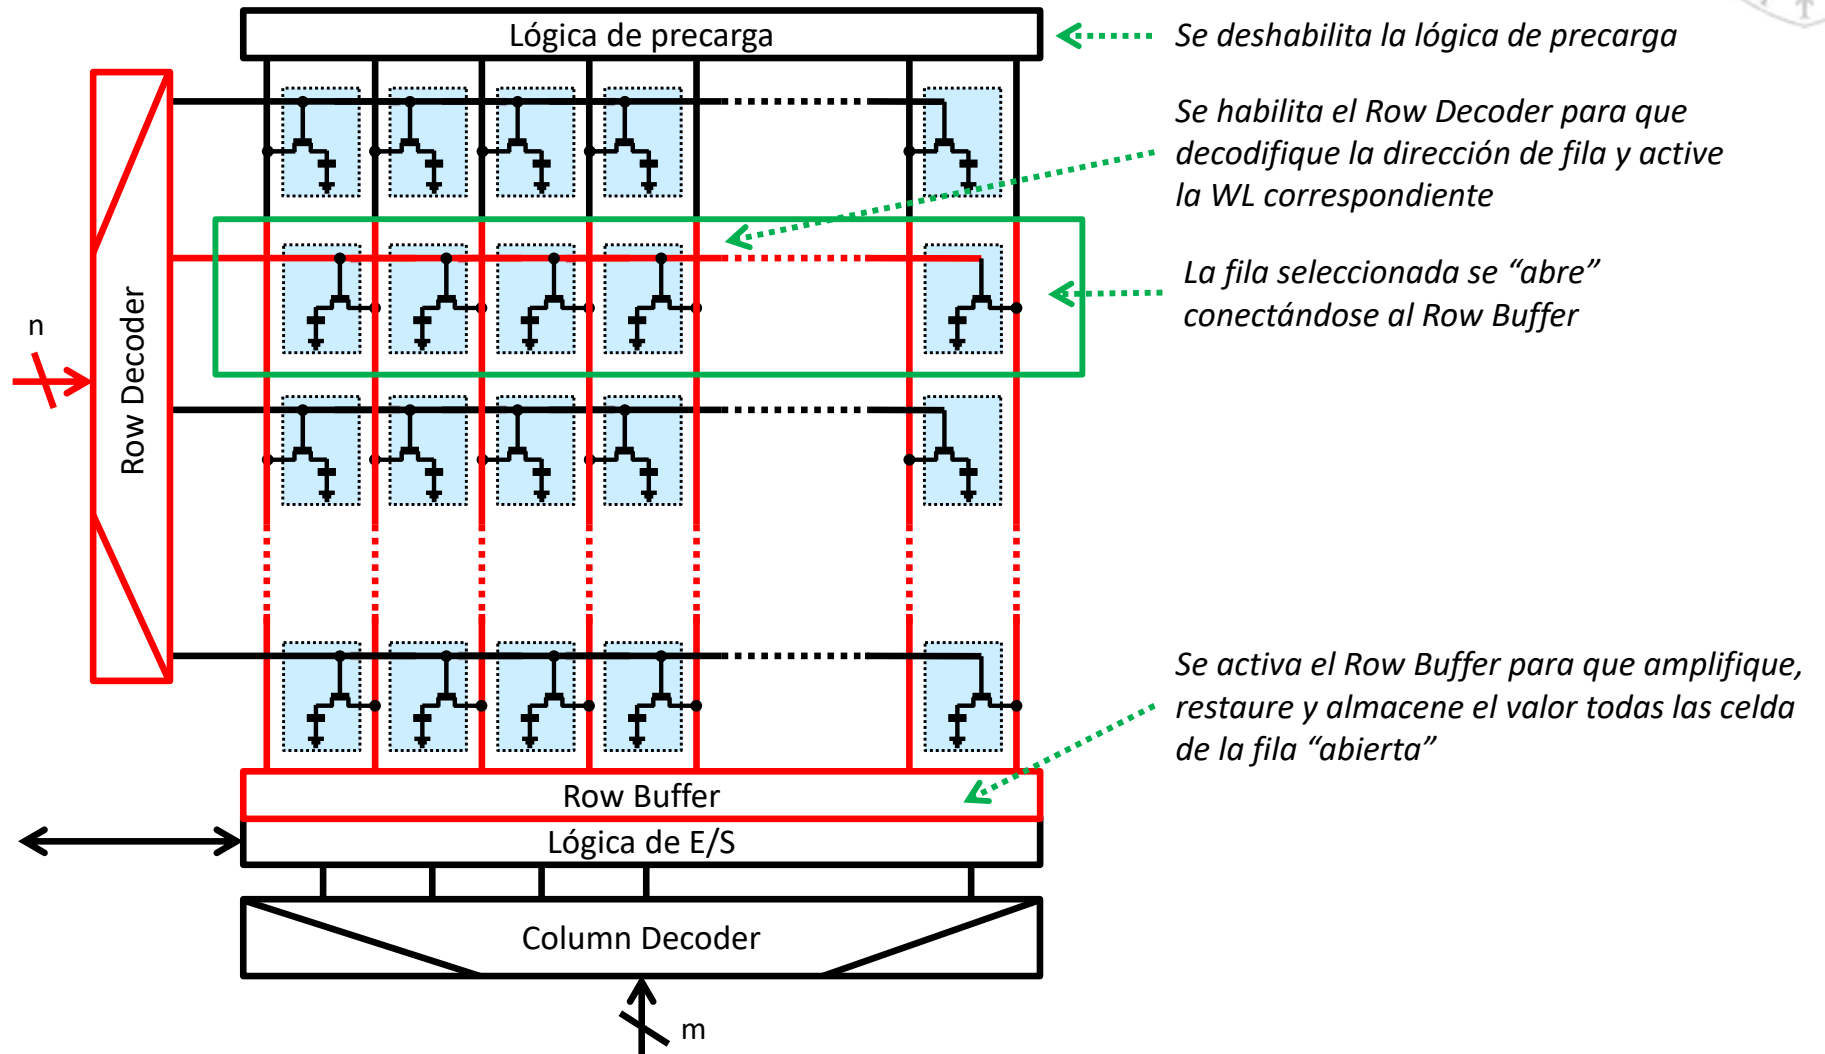 Lógica de precarga
Se deshabilita la lógica de precarga
Se habilita el Row Decoder para que
decodifique la dirección de fila y active
la WL correspondiente
La fila seleccionada se “abre”
conectándose al Row Buffer
n
Row Decoder
Se activa el Row Buffer para que amplifique,
restaure y almacene el valor todas las celda
de la fila “abierta”
Row Buffer
Lógica de E/S
Column Decoder
m